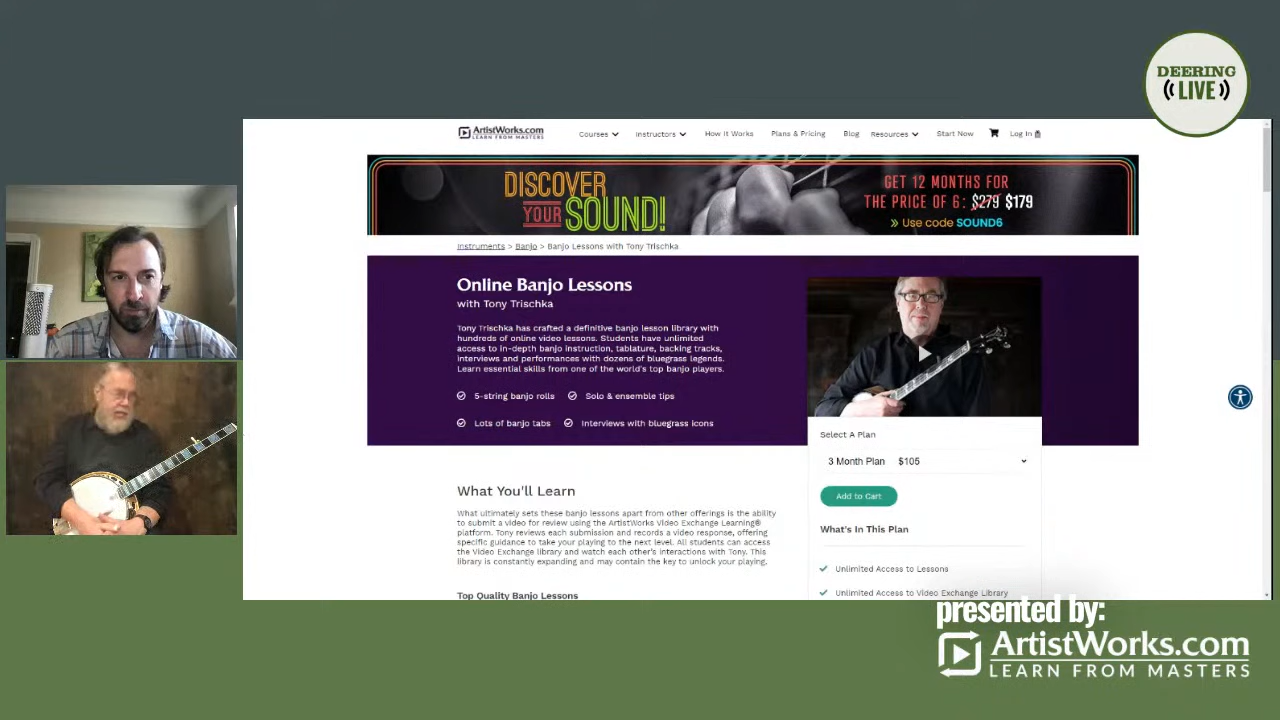 DEERING
LIVE
ArtistWorks.com
LEARN FROM MASTERS
Courses Instructors How It Works Plans & Pricing Blog Resources Start Now Log In
DISCOVER
YOUR SOUND!
GET 12 MONTHS FOR
THE PRICE OF 6: $279 $179
» Use code SOUND6
Instruments > Banjo > Banjo Lessons with Tony Trischka
Online Banjo Lessons
with Tony Trischka
Tony Trischka has crafted a definitive banjo lesson library with
hundreds of online video lessons. Students have unlimited
access to in-depth banjo instruction, tablature, backing tracks,
interviews and performances with dozens of bluegrass legends.
Learn essential skills from one of the world's top banjo players.
5-string banjo rolls Solo & ensemble tips
Lots of banjo tabs Interviews with bluegrass icons
Select A Plan
3 Month Plan $105
Add to Cart
What's In This Plan
Unlimited Access to Lessons
Unlimited Access to Video Exchange Library
What You'll Learn
What ultimately sets these banjo lessons apart from other offerings is the ability
to submit a video for review using the ArtistWorks Video Exchange Learning®
platform. Tony reviews each submission and records a video response, offering
specific guidance to take your playing to the next level. All students can access
the Video Exchange library and watch each other's interactions with Tony. This
library is constantly expanding and may contain the key to unlock your playing.
Top Quality Banjo Lessons
presented by:
ArtistWorks.com
LEARN FROM MASTERS